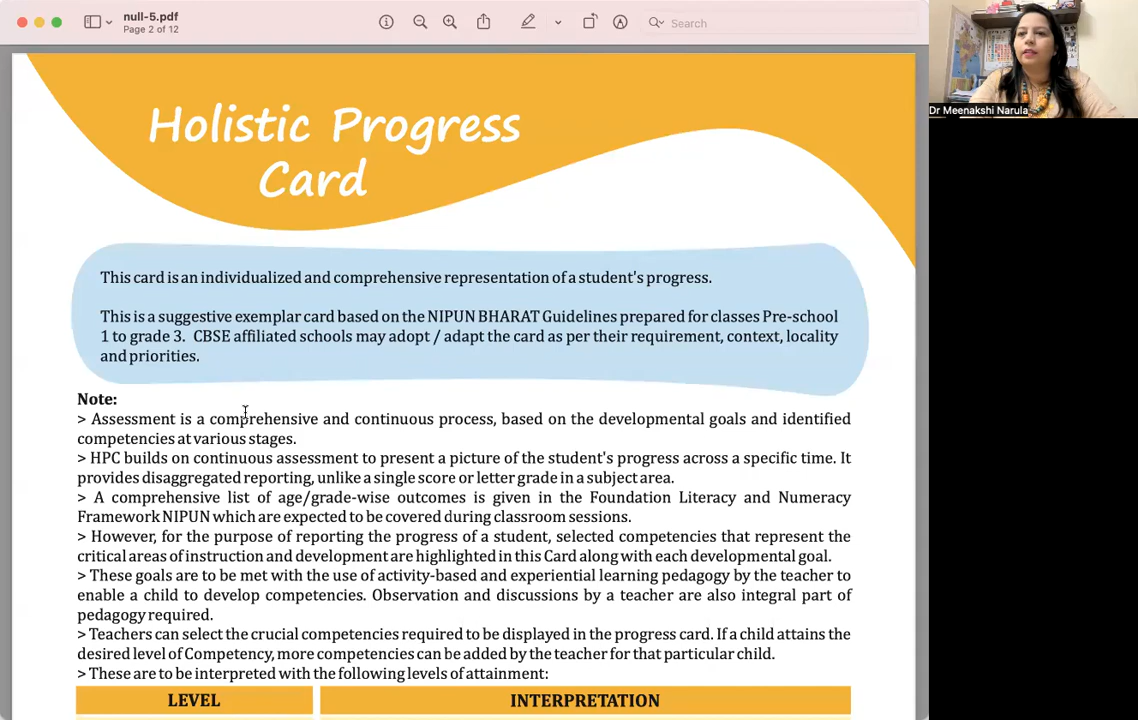 null-5.pdf
Page 2 of 12
Search
Dr Meenakshi Narula
Holistic Progress
Card
This card is an individualized and comprehensive representation of a student's progress.
This is a suggestive exemplar card based on the NIPUN BHARAT Guidelines prepared for classes Pre-school
1 to grade 3. CBSE affiliated schools may adopt / adapt the card as per their requirement, context, locality
and priorities.
Note:
> Assessment is a comprehensive and continuous process, based on the developmental goals and identified
competencies at various stages.
> HPC builds on continuous assessment to present a picture of the student's progress across a specific time. It
provides disaggregated reporting, unlike a single score or letter grade in a subject area.
> A comprehensive list of age/grade-wise outcomes is given in the Foundation Literacy and Numeracy
Framework NIPUN which are expected to be covered during classroom sessions.
> However, for the purpose of reporting the progress of a student, selected competencies that represent the
critical areas of instruction and development are highlighted in this Card along with each developmental goal.
> These goals are to be met with the use of activity-based and experiential learning pedagogy by the teacher to
enable a child to develop competencies. Observation and discussions by a teacher are also integral part of
pedagogy required.
> Teachers can select the crucial competencies required to be displayed in the progress card. If a child attains the
desired level of Competency, more competencies can be added by the teacher for that particular child.
> These are to be interpreted with the following levels of attainment:
LEVEL INTERPRETATION